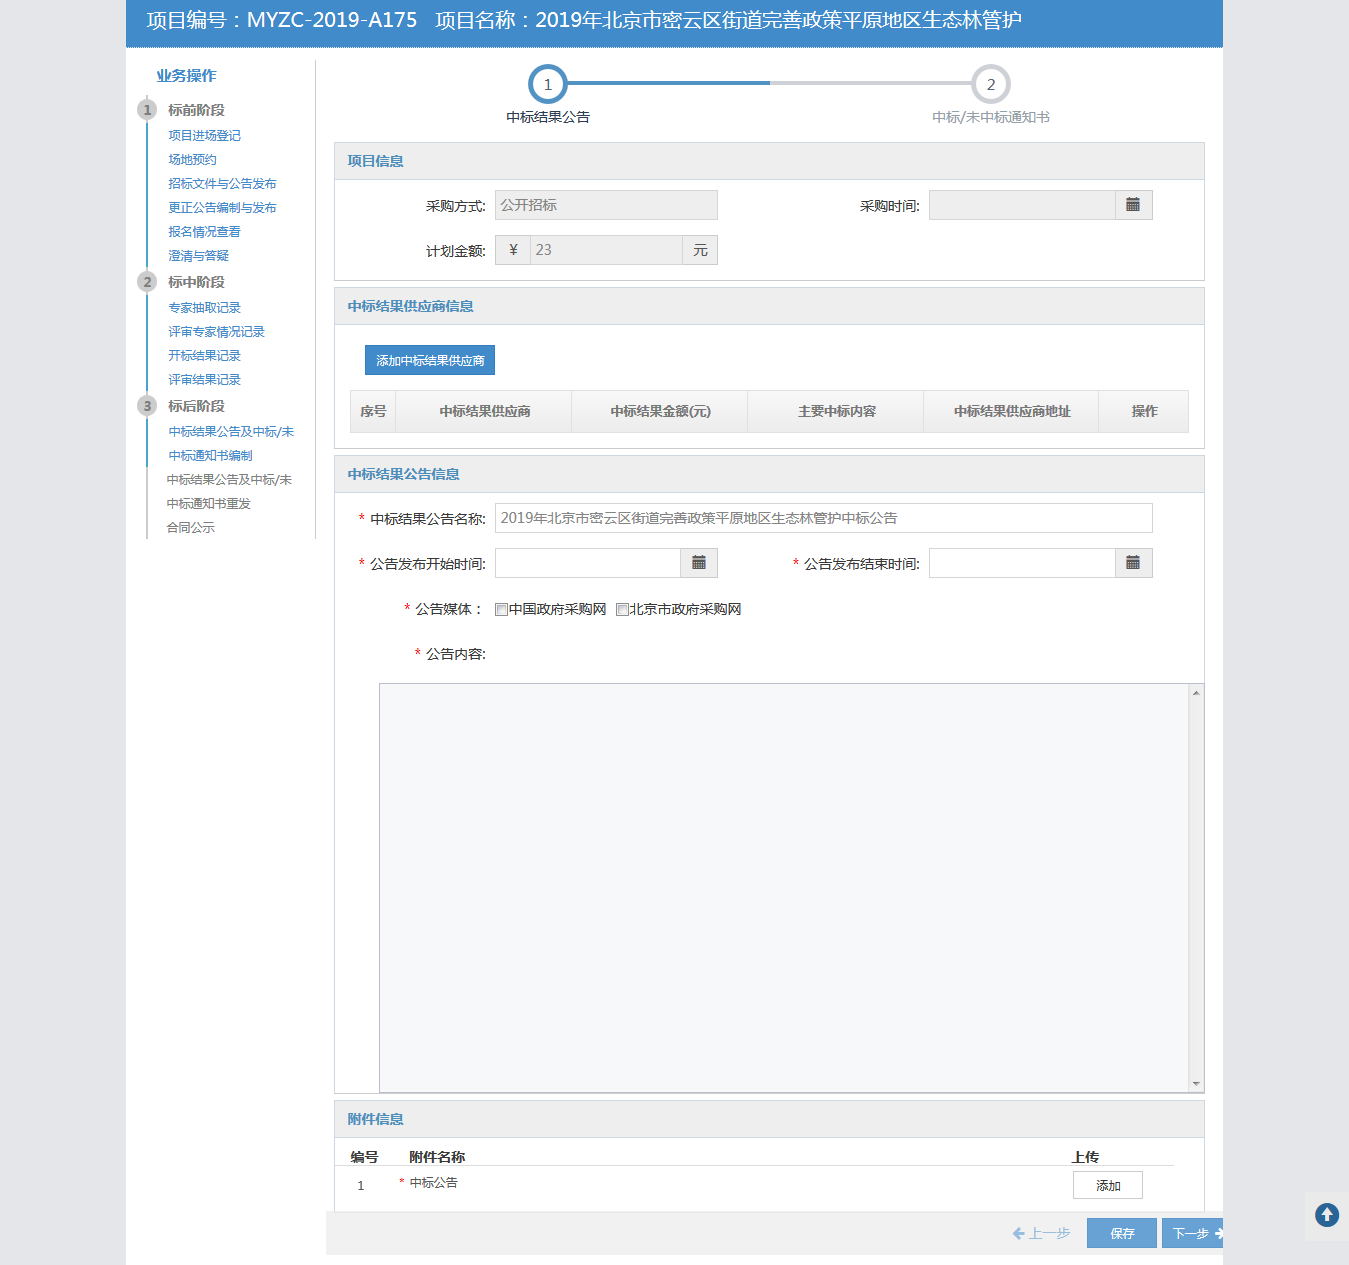 项目编号：MYZC-2019-A175 项目名称：2019年北京市密云区街道完善政策平原地区生态林管护
业务操作
1 标前阶段
项目进场登记
场地预约
招标文件与公告发布
更正公告编制与发布
报名情况查看
澄清与答疑
2 标中阶段
专家抽取记录
评审专家情况记录
开标结果记录
评审结果记录
3 标后阶段
中标结果公告及中标/未
中标通知书编制
中标结果公告及中标/未
中标通知书重发
合同公示
1 2
中标结果公告 中标/未中标通知书
项目信息
采购方式: 公开招标 采购时间:
计划金额: ¥ 23 元
中标结果供应商信息
添加中标结果供应商
序号 中标结果供应商 中标结果金额(元) 主要中标内容 中标结果供应商地址 操作
中标结果公告信息
* 中标结果公告名称: 2019年北京市密云区街道完善政策平原地区生态林管护中标公告
* 公告发布开始时间: * 公告发布结束时间:
* 公告媒体： 中国政府采购网 北京市政府采购网
* 公告内容:
附件信息
编号 附件名称 上传
1 * 中标公告 添加
上一步 保存 下一步